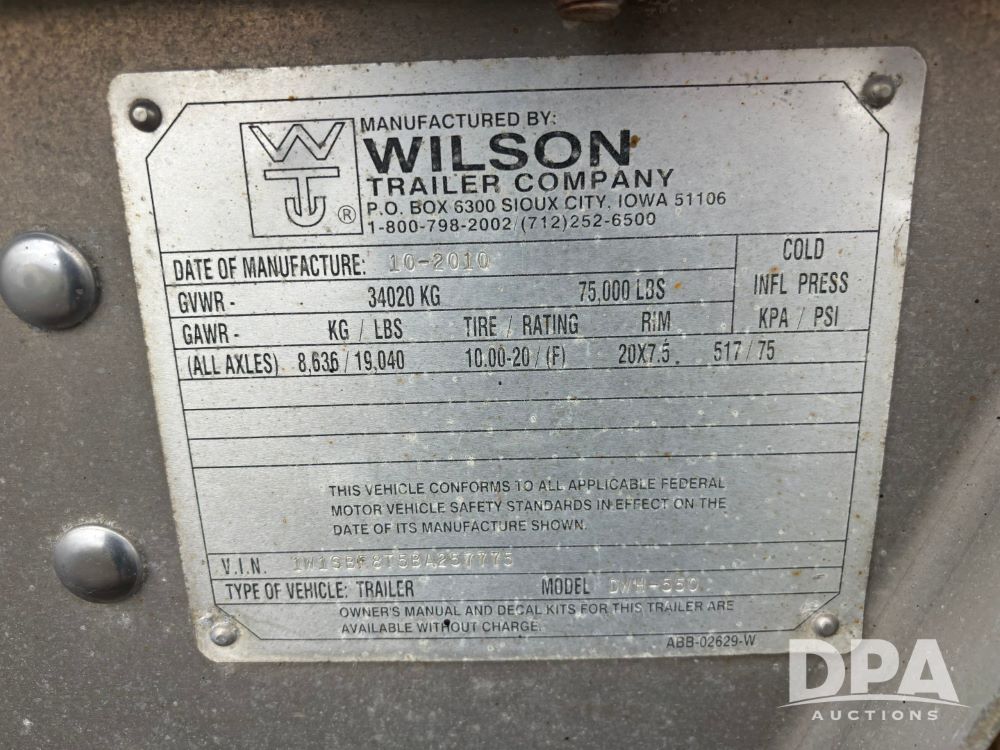 MANUFACTURED BY:
WILSON
TRAILER COMPANY
P.O. BOX 6300 SIOUX CITY, IOWA 51106
1-800-798-2002/(712)252-6500
®
DATE OF MANUFACTURE: 10-2010
GVWR - 34020 KG 75,000 LBS
COLD
INFL PRESS
KPA / PSI
GAWR - KG / LBS TIRE / RATING RIM
(ALL AXLES) 8,636 / 19,040 10.00-20 / (F) 20X7.5 517 / 75
THIS VEHICLE CONFORMS TO ALL APPLICABLE FEDERAL
MOTOR VEHICLE SAFETY STANDARDS IN EFFECT ON THE
DATE OF ITS MANUFACTURE SHOWN.
V.I.N. 1W1SBF8T5BA257775
TYPE OF VEHICLE: TRAILER MODEL DWH-550
OWNER'S MANUAL AND DECAL KITS FOR THIS TRAILER ARE
AVAILABLE WITHOUT CHARGE.
ABB-02629-W
DPA
AUCTIONS